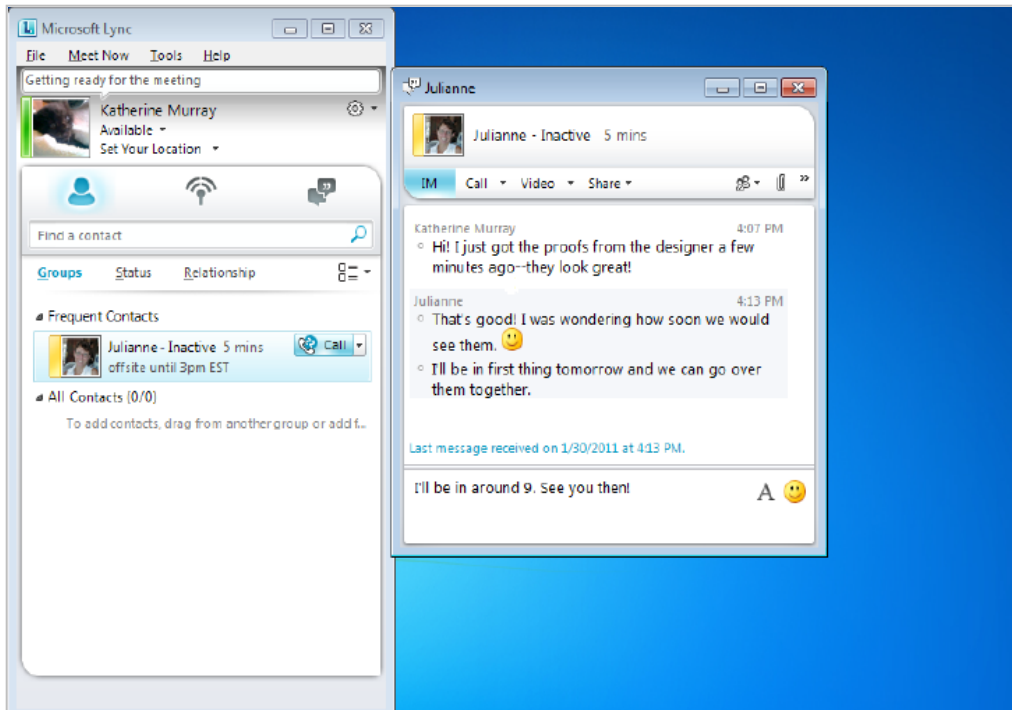 Microsoft Lync
File Meet Now Tools Help
Getting ready for the meeting
Katherine Murray
Available
Set Your Location
Find a contact
Groups Status Relationship
Frequent Contacts
Julianne - Inactive 5 mins
Call
offsite until 3pm EST
All Contacts (0/0)
To add contacts, drag from another group or add f...
Julianne
Julianne - Inactive 5 mins
IM Call Video Share
Katherine Murray 4:07 PM
Hi! I just got the proofs from the designer a few
minutes ago--they look great!
Julianne 4:13 PM
That's good! I was wondering how soon we would
see them.
I'll be in first thing tomorrow and we can go over
them together.
Last message received on 1/30/2011 at 4:13 PM.
I'll be in around 9. See you then!
A